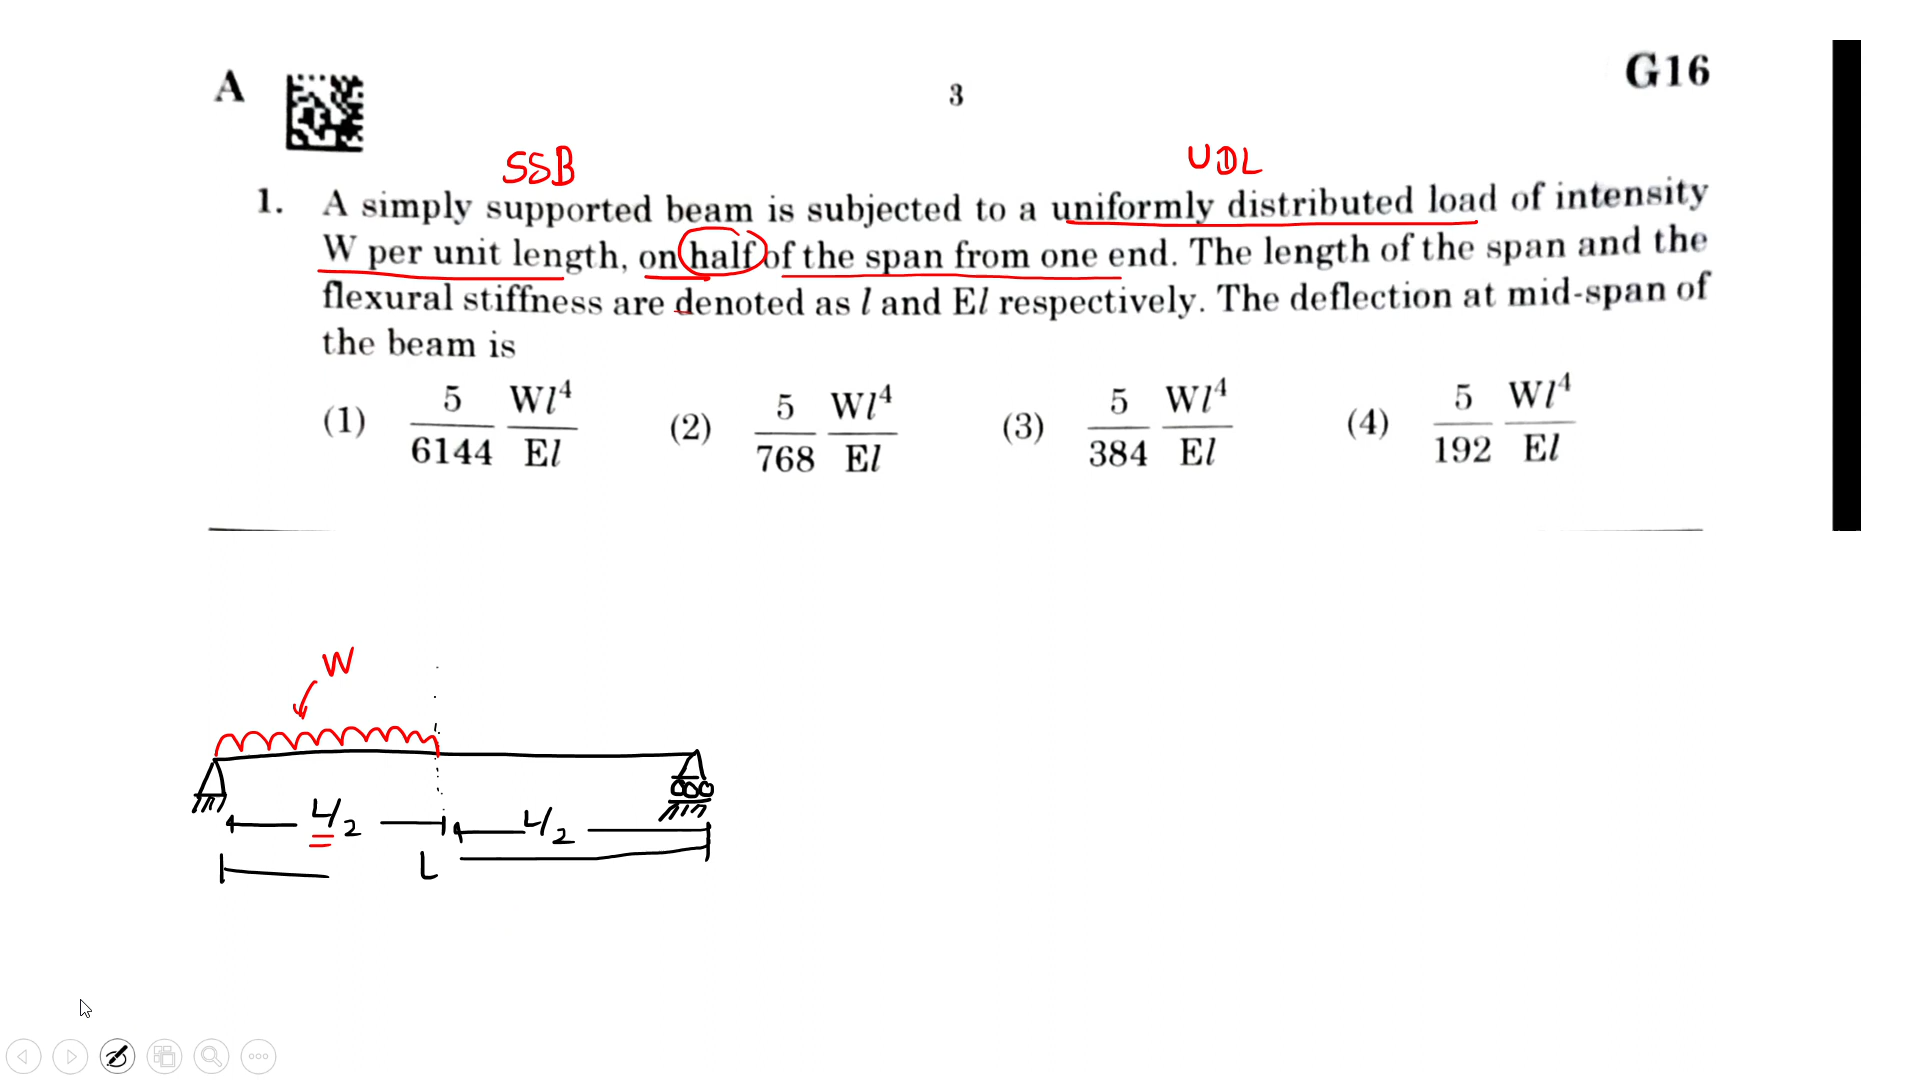 A 3 G16
SSB UDL
1. A simply supported beam is subjected to a uniformly distributed load of intensity
W per unit length, on half of the span from one end. The length of the span and the
flexural stiffness are denoted as l and El respectively. The deflection at mid-span of
the beam is
(1) 5/6144 Wl⁴/El (2) 5/768 Wl⁴/El (3) 5/384 Wl⁴/El (4) 5/192 Wl⁴/El
W
L/2 L/2
L